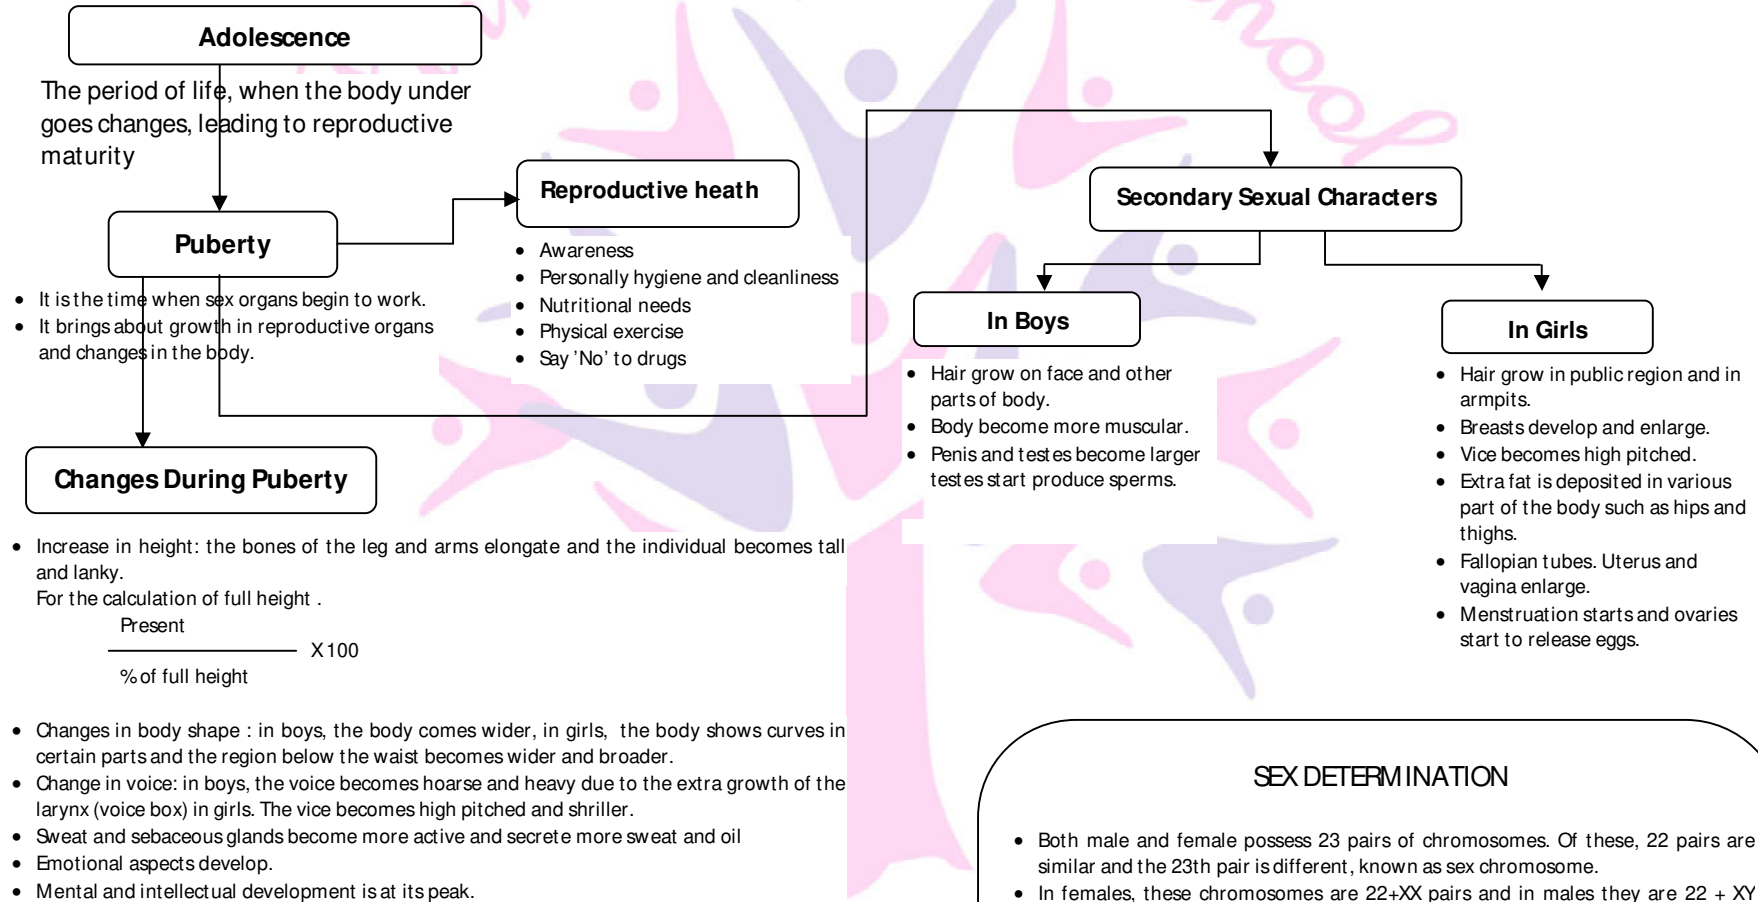 Adolescence
The period of life, when the body under
goes changes, leading to reproductive
maturity
Puberty
• It is the time when sex organs begin to work.
• It brings about growth in reproductive organs
and changes in the body.
Reproductive heath
• Awareness
• Personally hygiene and cleanliness
• Nutritional needs
• Physical exercise
• Say 'No' to drugs
Secondary Sexual Characters
In Boys
• Hair grow on face and other
parts of body.
• Body become more muscular.
• Penis and testes become larger
testes start produce sperms.
In Girls
• Hair grow in public region and in
armpits.
• Breasts develop and enlarge.
• Vice becomes high pitched.
• Extra fat is deposited in various
part of the body such as hips and
thighs.
• Fallopian tubes. Uterus and
vagina enlarge.
• Menstruation starts and ovaries
start to release eggs.
Changes During Puberty
• Increase in height: the bones of the leg and arms elongate and the individual becomes tall
and lanky.
For the calculation of full height .
Present
X 100
% of full height
• Changes in body shape : in boys, the body comes wider, in girls, the body shows curves in
certain parts and the region below the waist becomes wider and broader.
• Change in voice: in boys, the voice becomes hoarse and heavy due to the extra growth of the
larynx (voice box) in girls. The vice becomes high pitched and shriller.
• Sweat and sebaceous glands become more active and secrete more sweat and oil
• Emotional aspects develop.
• Mental and intellectual development is at its peak.
SEX DETERMINATION
• Both male and female possess 23 pairs of chromosomes. Of these, 22 pairs are
similar and the 23th pair is different, known as sex chromosome.
• In females, these chromosomes are 22+XX pairs and in males they are 22 + XY